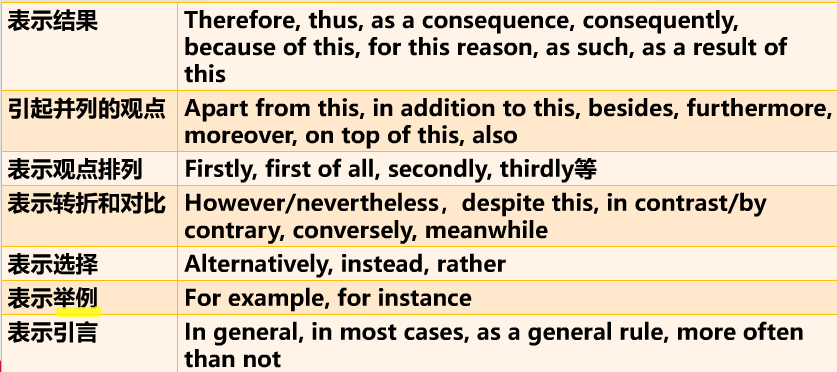 表示结果
Therefore, thus, as a consequence, consequently,
because of this, for this reason, as such, as a result of
this
引起并列的观点
Apart from this, in addition to this, besides, furthermore,
moreover, on top of this, also
表示观点排列
Firstly, first of all, secondly, thirdly等
表示转折和对比
However/nevertheless，despite this, in contrast/by
contrary, conversely, meanwhile
表示选择
Alternatively, instead, rather
表示举例
For example, for instance
表示引言
In general, in most cases, as a general rule, more often
than not